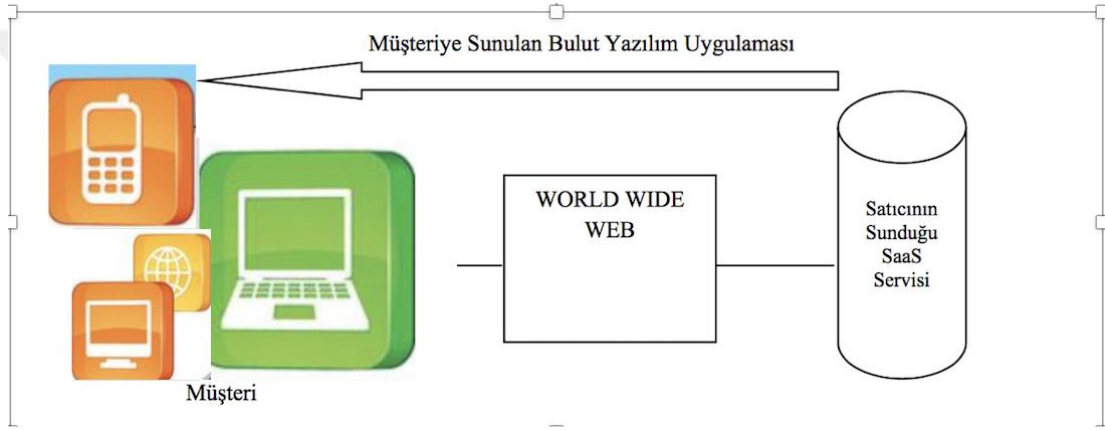 Müşteriye Sunulan Bulut Yazılım Uygulaması
WORLD WIDE
WEB
Satıcının
Sunduğu
SaaS
Servisi
Müşteri